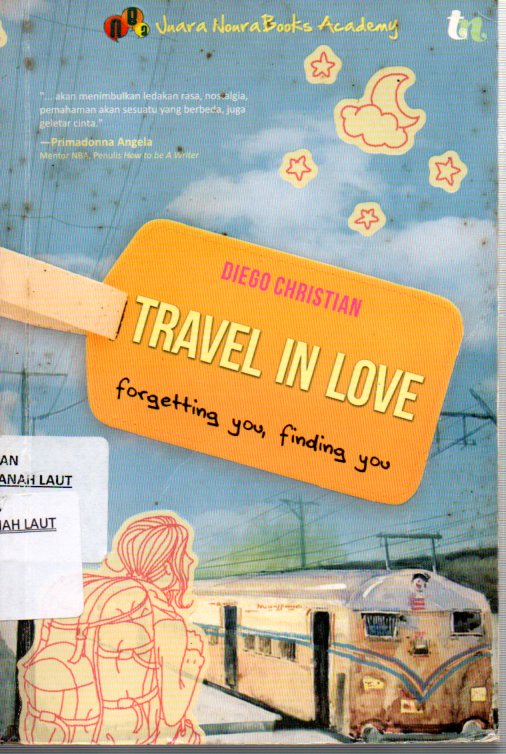 nba Juara NouraBooks Academy
tn
"... akan menimbulkan ledakan rasa, nostalgia,
pemahaman akan sesuatu yang berbeda, juga
geletar cinta."
—Primadonna Angela
Mentor NBA, Penulis How to be A Writer
DIEGO CHRISTIAN
TRAVEL IN LOVE
forgetting you, finding you
AN
ANAH LAUT
NAH LAUT